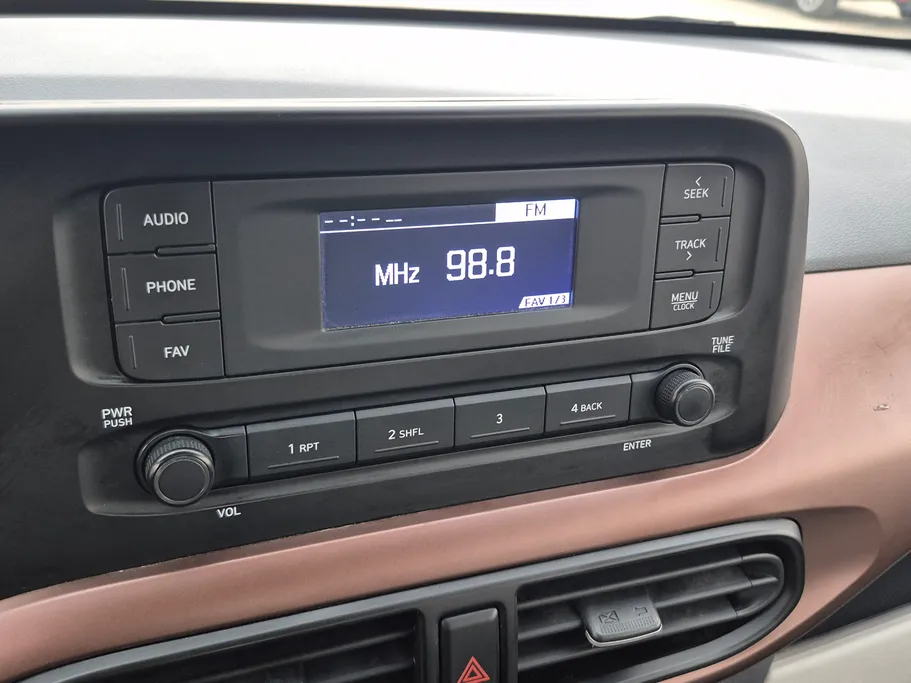 AUDIO
PHONE
FAV
--:-- --
FM
MHz 98.8
FAV 1/3
< SEEK
TRACK >
MENU
CLOCK
PWR
PUSH
VOL
1 RPT
2 SHFL
3
4 BACK
TUNE
FILE
ENTER